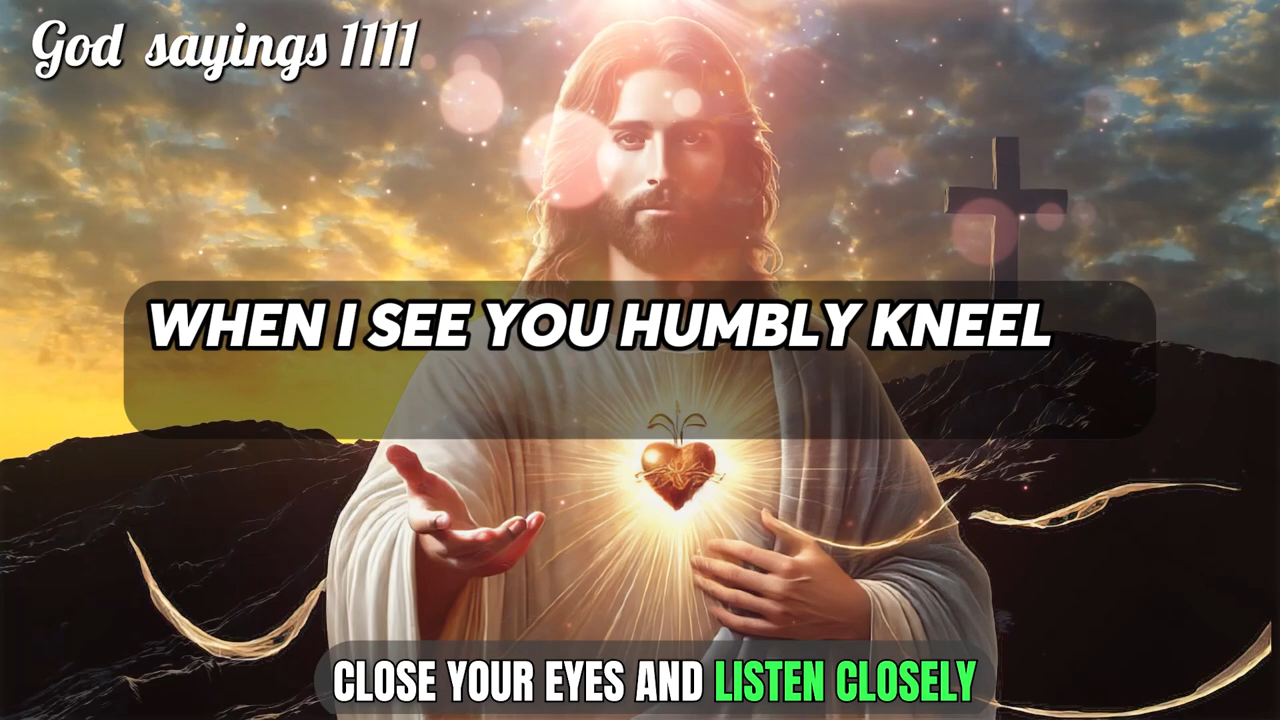 God sayings 1111
WHEN I SEE YOU HUMBLY KNEEL
CLOSE YOUR EYES AND LISTEN CLOSELY